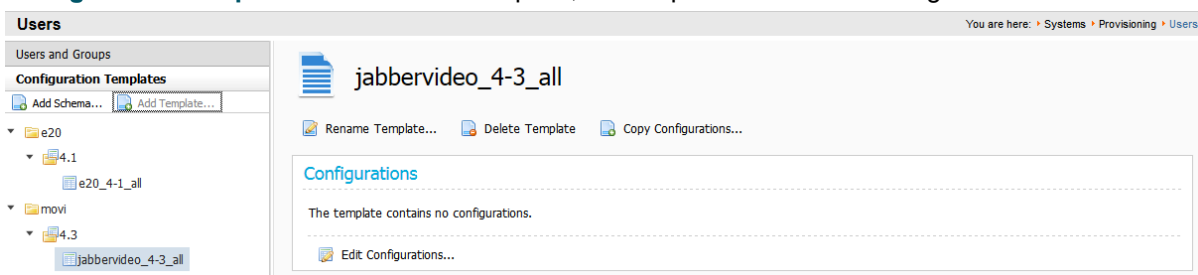 Users
You are here: Systems Provisioning Users
Users and Groups
Configuration Templates
Add Schema... Add Template...
e20
4.1
e20_4-1_all
movi
4.3
jabbervideo_4-3_all
jabbervideo_4-3_all
Rename Template... Delete Template Copy Configurations...
Configurations
The template contains no configurations.
Edit Configurations...